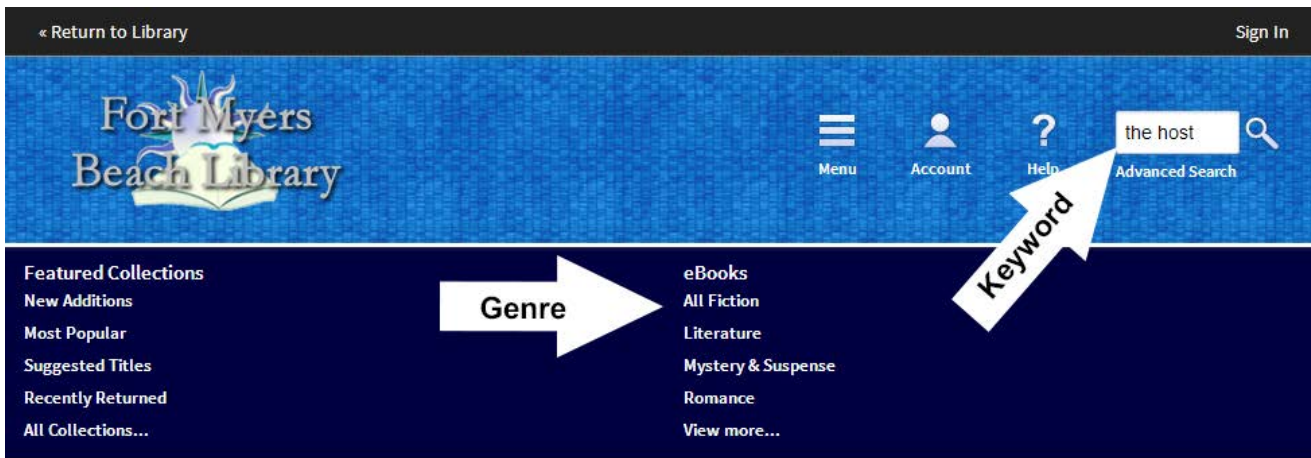 « Return to Library
Sign In
Fort Myers
Beach Library
Menu
Account
Help
the host
Advanced Search
Keyword
Featured Collections
New Additions
Most Popular
Suggested Titles
Recently Returned
All Collections...
Genre
eBooks
All Fiction
Literature
Mystery & Suspense
Romance
View more...